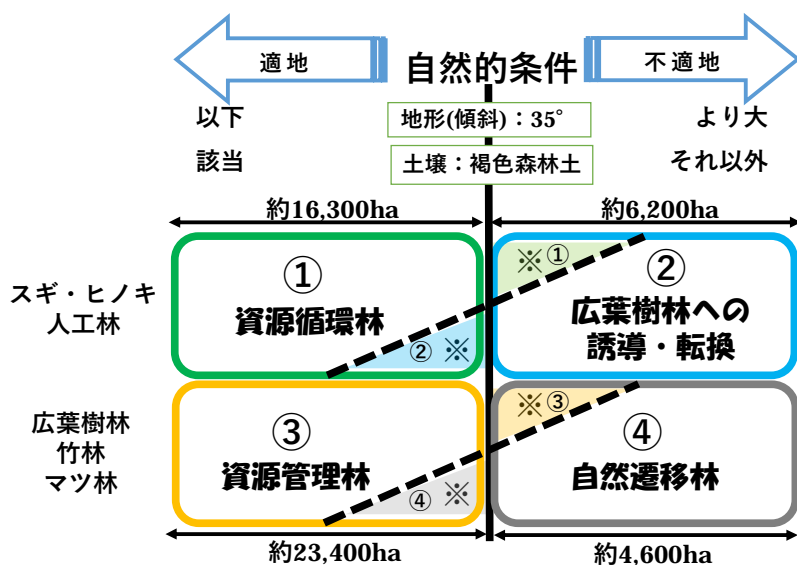 適地
自然的条件
不適地
以下
地形(傾斜):35°
より大
該当
土壌:褐色森林土
それ以外
約16,300ha
約6,200ha
スギ・ヒノキ
人工林
①
資源循環林
②※
※①
②
広葉樹林への
誘導・転換
広葉樹林
竹林
マツ林
③
資源管理林
④※
※③
④
自然遷移林
約23,400ha
約4,600ha